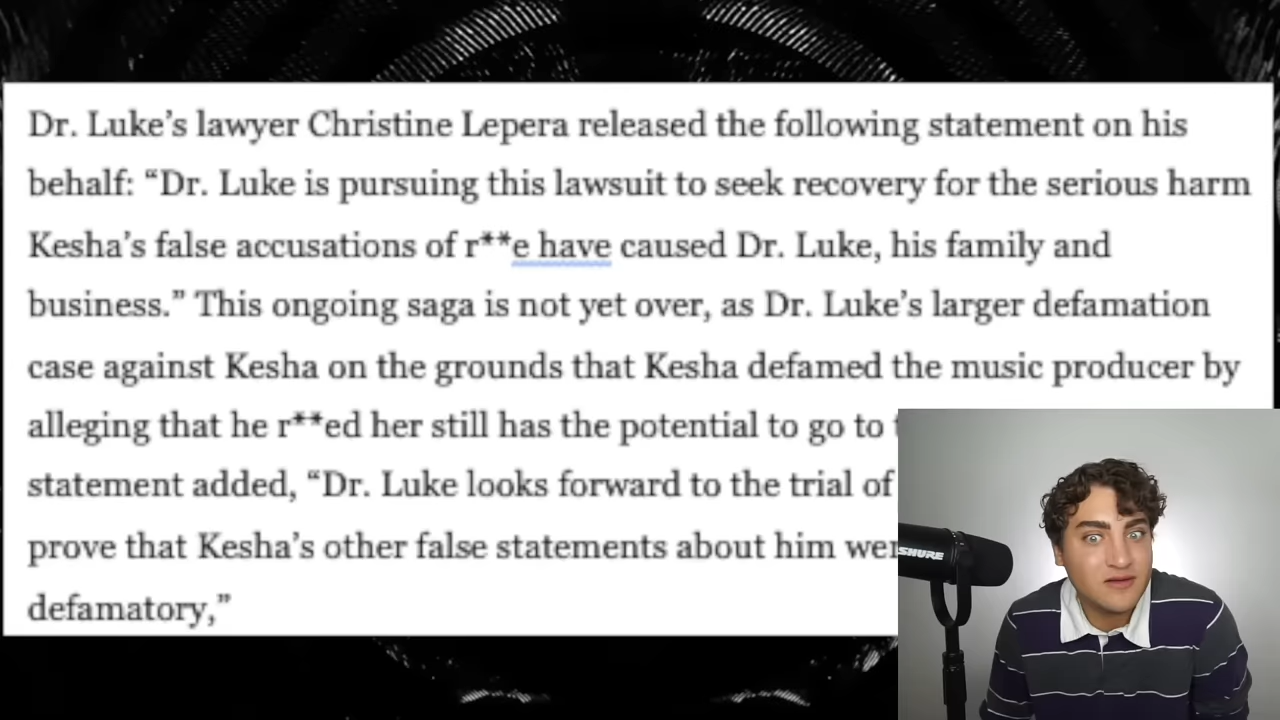 Dr. Luke’s lawyer Christine Lepera released the following statement on his
behalf: “Dr. Luke is pursuing this lawsuit to seek recovery for the serious harm
Kesha’s false accusations of r**e have caused Dr. Luke, his family and
business.” This ongoing saga is not yet over, as Dr. Luke’s larger defamation
case against Kesha on the grounds that Kesha defamed the music producer by
alleging that he r**ed her still has the potential to go to
statement added, “Dr. Luke looks forward to the trial of
prove that Kesha’s other false statements about him
defamatory,”
SHURE